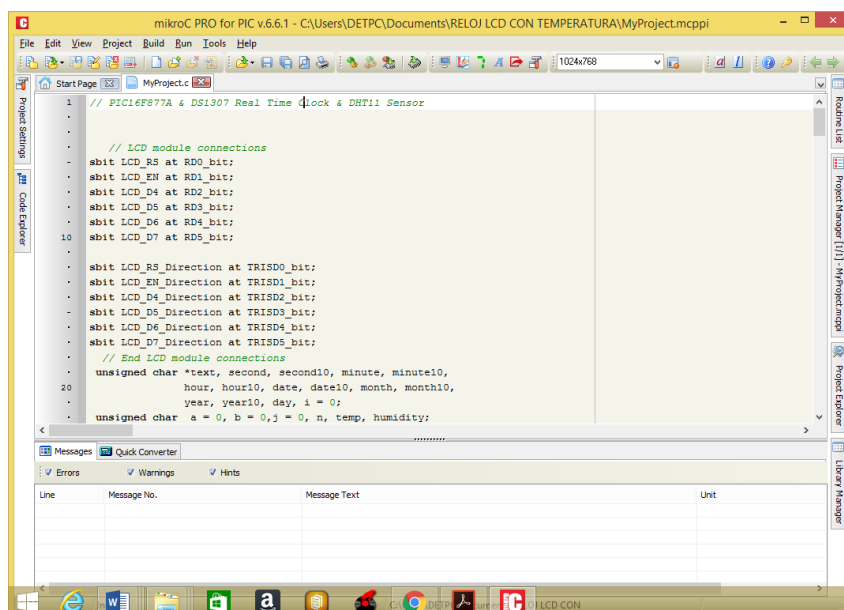 mikroC PRO for PIC v.6.6.1 - C:\Users\DETPC\Documents\RELOJ LCD CON TEMPERATURA\MyProject.mcppi
File Edit View Project Build Run Tools Help
1024x768
Start Page MyProject.c
Project Settings
Code Explorer
1 // PIC16F877A & DS1307 Real Time Clock & DHT11 Sensor
// LCD module connections
sbit LCD_RS at RD0_bit;
sbit LCD_EN at RD1_bit;
sbit LCD_D4 at RD2_bit;
sbit LCD_D5 at RD3_bit;
sbit LCD_D6 at RD4_bit;
10 sbit LCD_D7 at RD5_bit;
sbit LCD_RS_Direction at TRISD0_bit;
sbit LCD_EN_Direction at TRISD1_bit;
sbit LCD_D4_Direction at TRISD2_bit;
sbit LCD_D5_Direction at TRISD3_bit;
sbit LCD_D6_Direction at TRISD4_bit;
sbit LCD_D7_Direction at TRISD5_bit;
// End LCD module connections
unsigned char *text, second, second10, minute, minute10,
20 hour, hour10, date, date10, month, month10,
year, year10, day, i = 0;
unsigned char a = 0, b = 0,j = 0, n, temp, humidity;
Routine List
Project Manager [1/1] - MyProject.mcppi
Project Explorer
Library Manager
Messages Quick Converter
Errors Warnings Hints
Line Message No. Message Text Unit